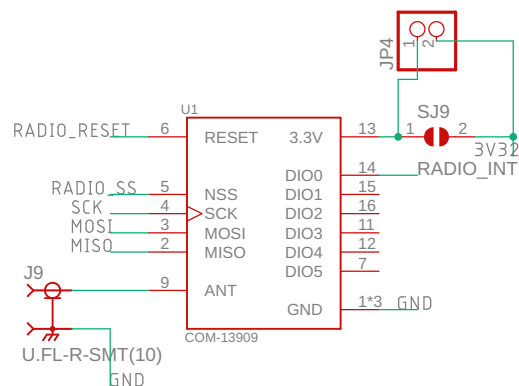 JP4
1
2
U1
SJ9
RADIO_RESET 6 RESET 3.3V 13 1 2
3V32
DIO0 14 RADIO_INT
RADIO_SS 5 NSS DIO1 15
SCK 4 SCK DIO2 16
MOSI 3 MOSI DIO3 11
MISO 2 MISO DIO4 12
DIO5 7
J9
9 ANT
GND 1*3 GND
COM-13909
U.FL-R-SMT(10)
GND